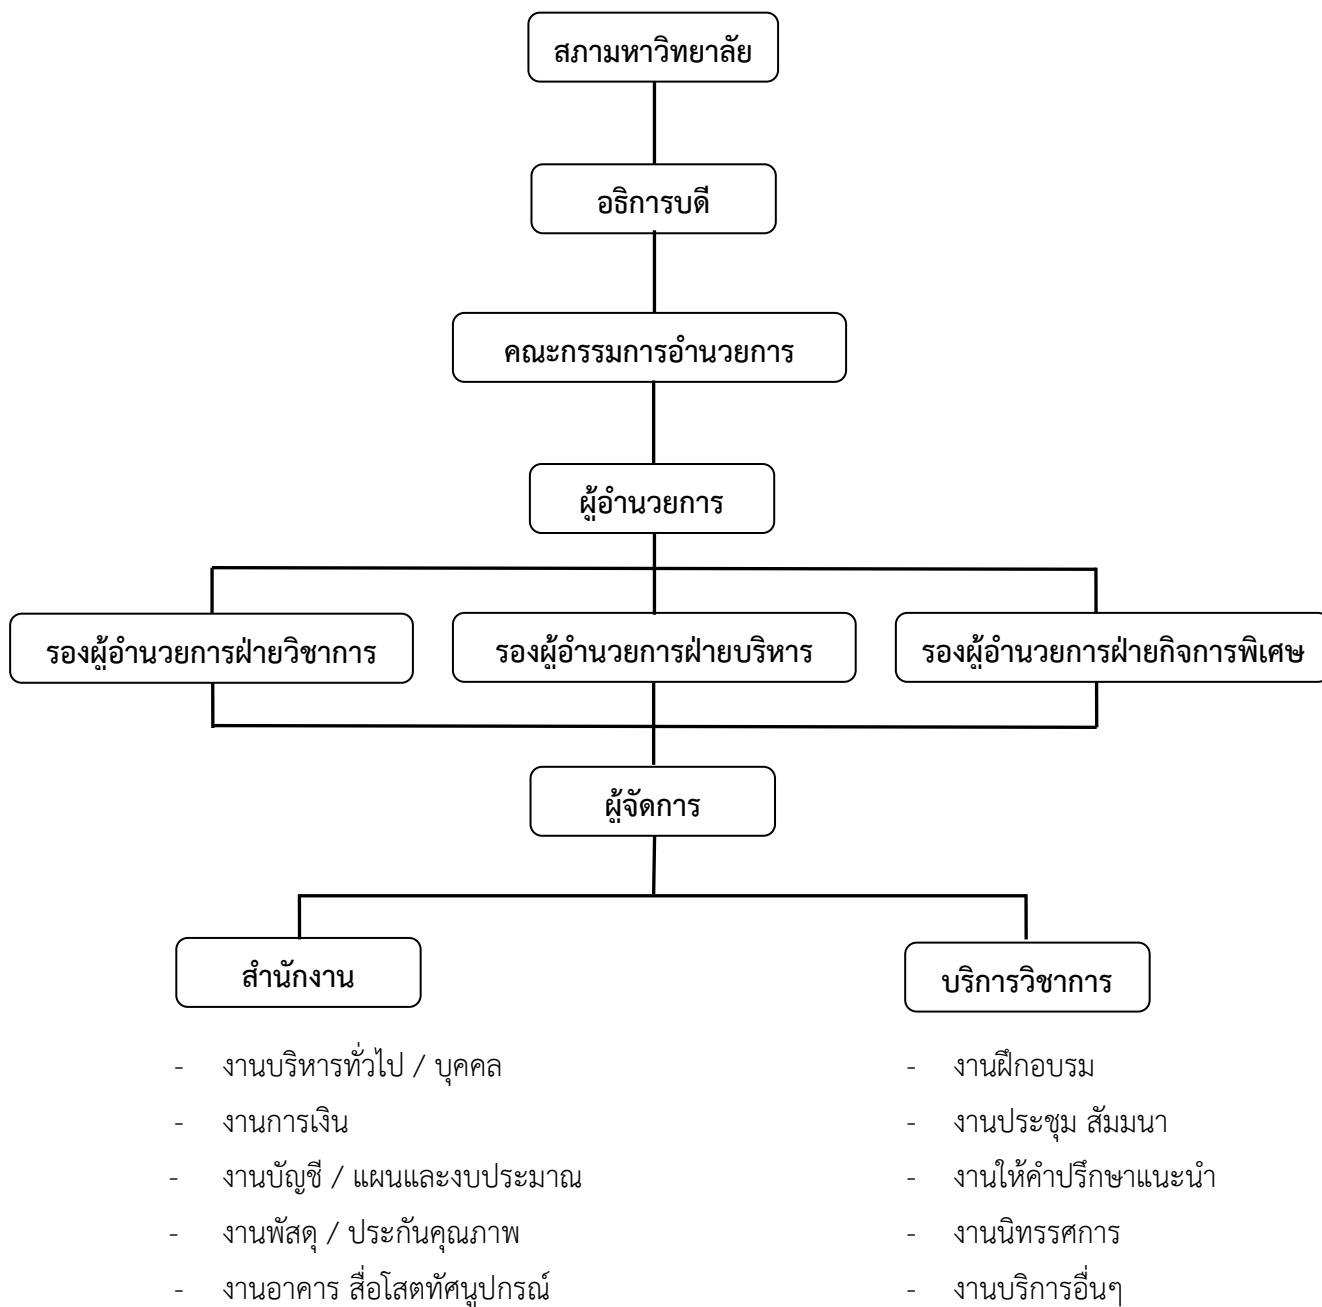 สภามหาวิทยาลัย
อธิการบดี
คณะกรรมการอำนวยการ
ผู้อำนวยการ
รองผู้อำนวยการฝ่ายวิชาการ
รองผู้อำนวยการฝ่ายบริหาร
รองผู้อำนวยการฝ่ายกิจการพิเศษ
ผู้จัดการ
สำนักงาน
- งานบริหารทั่วไป / บุคคล
- งานการเงิน
- งานบัญชี / แผนและงบประมาณ
- งานพัสดุ / ประกันคุณภาพ
- งานอาคาร สื่อโสตทัศนูปกรณ์
บริการวิชาการ
- งานฝึกอบรม
- งานประชุม สัมมนา
- งานให้คำปรึกษาแนะนำ
- งานนิทรรศการ
- งานบริการอื่นๆ